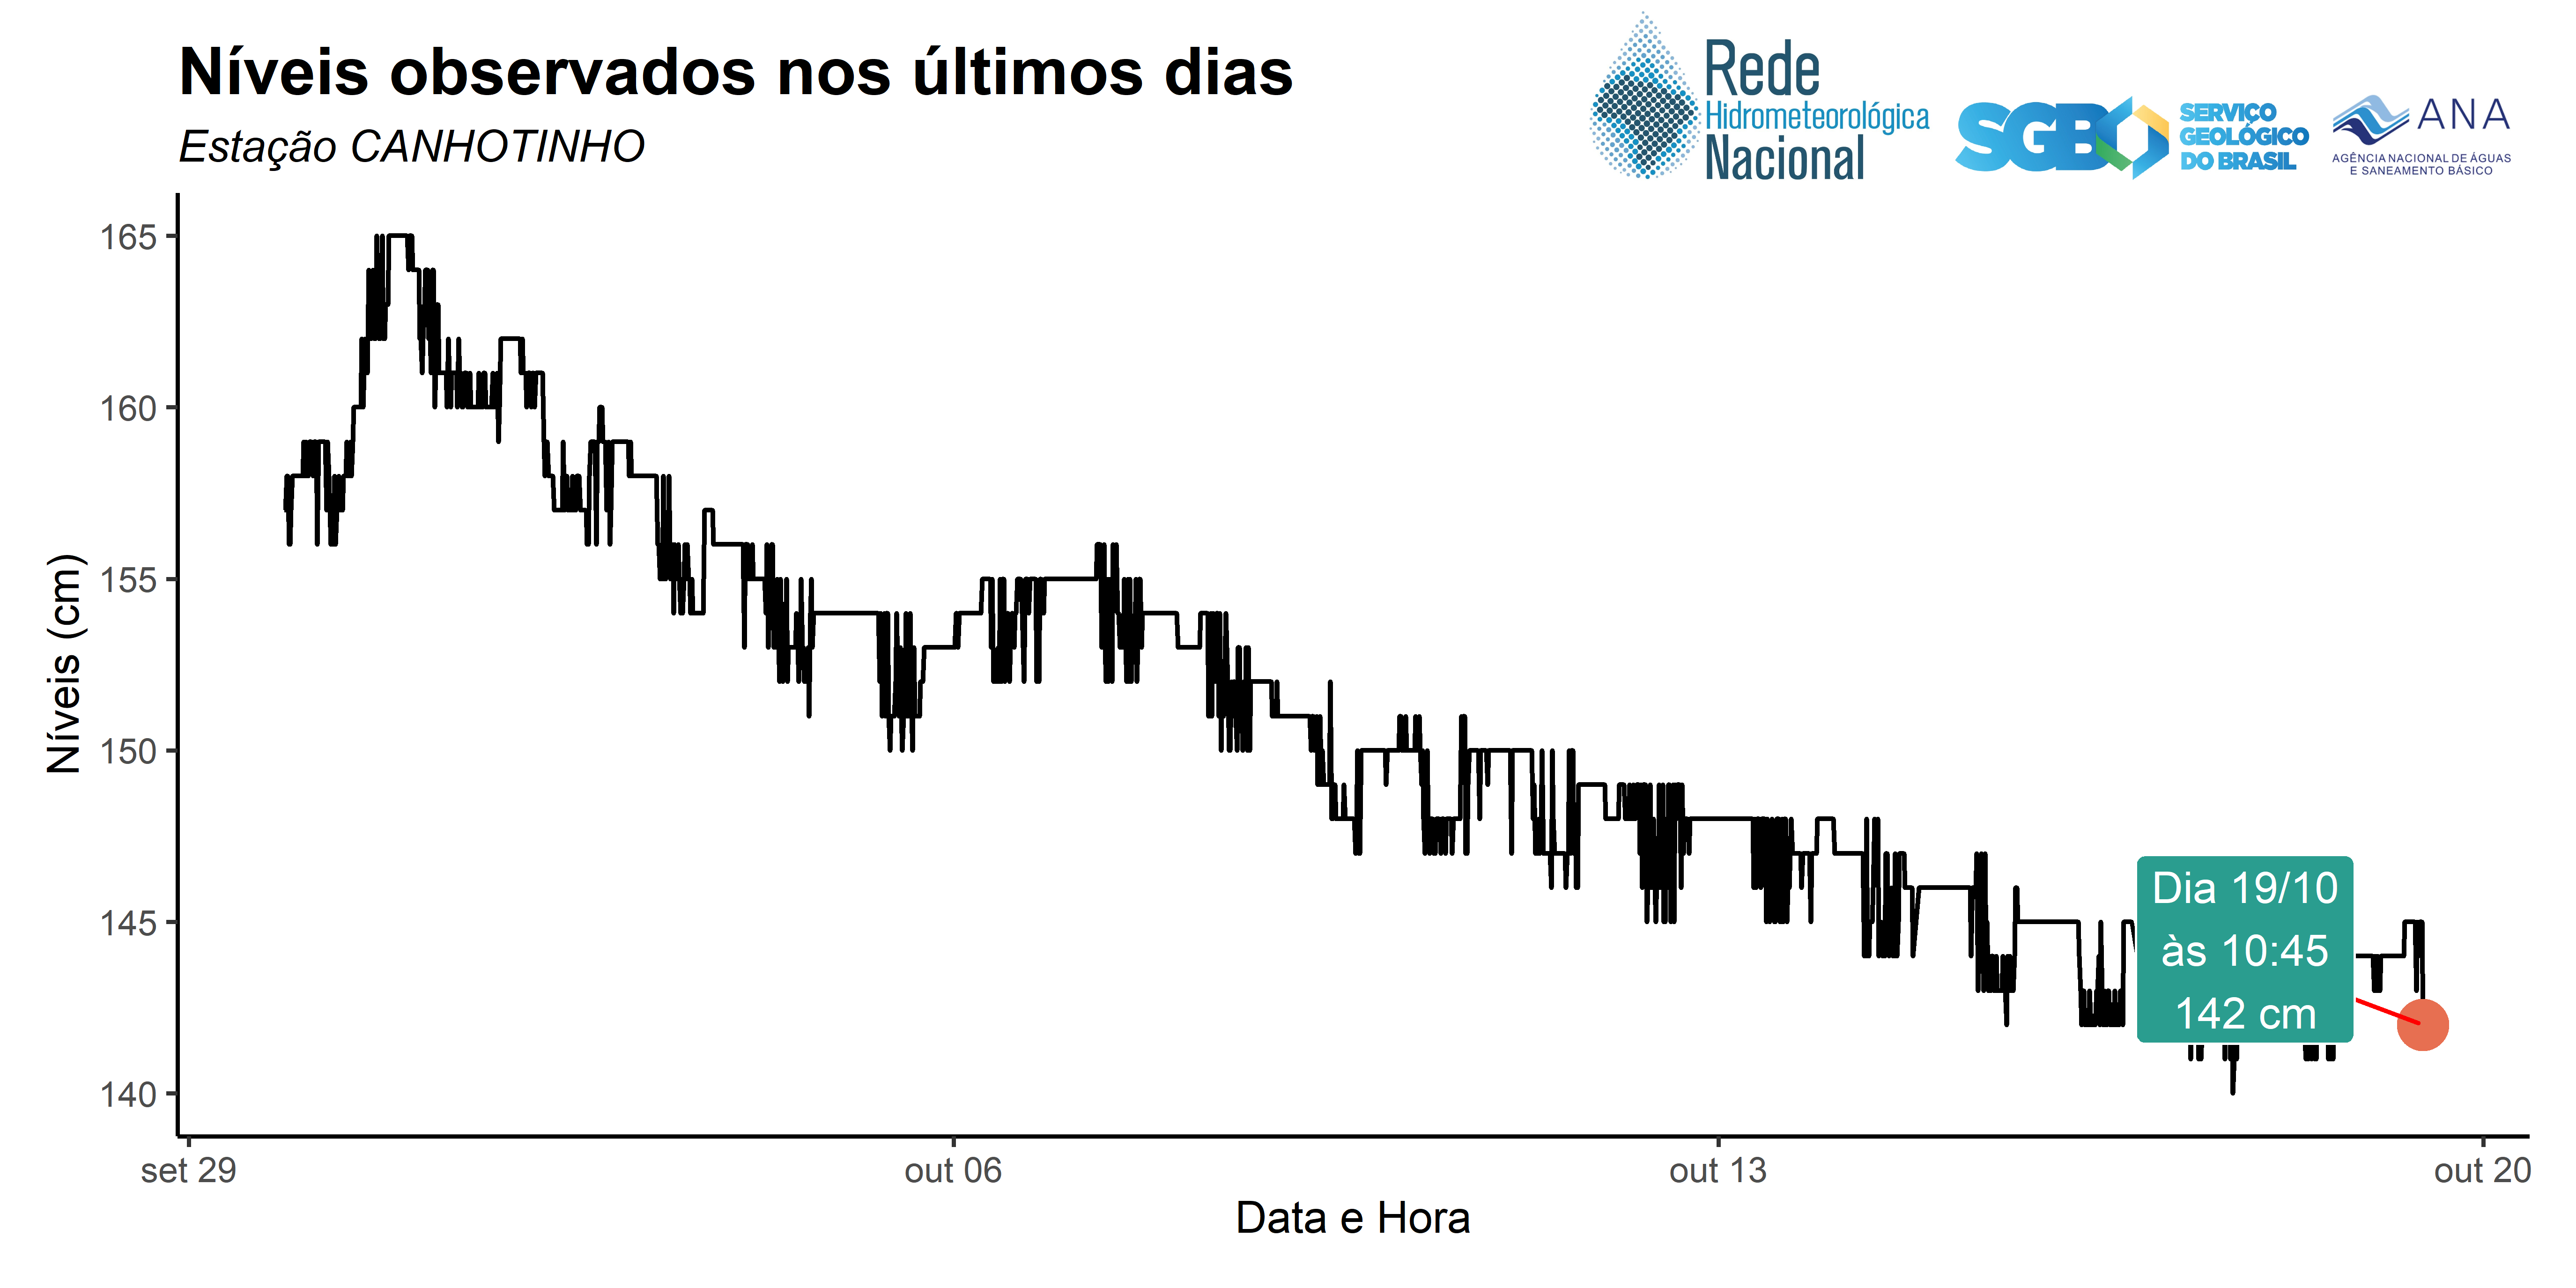 Níveis observados nos últimos dias
Estação CANHOTINHO
Rede
Hidrometeorológica
Nacional
SGB
SERVIÇO
GEOLÓGICO
DO BRASIL
ANA
AGÊNCIA NACIONAL DE ÁGUAS
E SANEAMENTO BÁSICO
Níveis (cm)
165
160
155
150
145
140
Dia 19/10
às 10:45
142 cm
set 29
out 06
out 13
out 20
Data e Hora